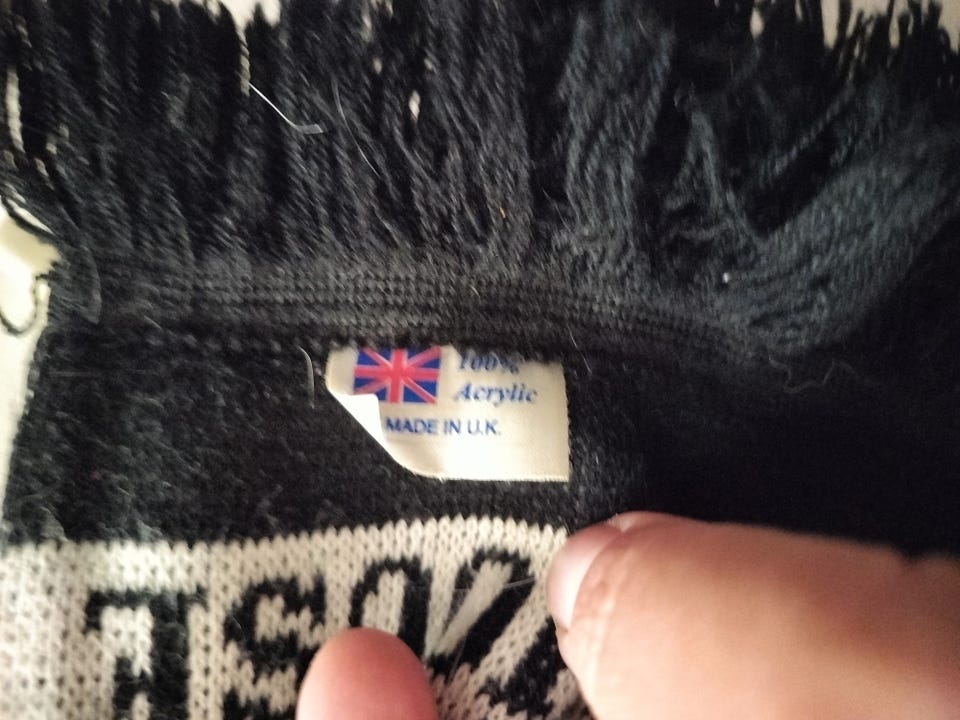 100%
Acrylic
MADE IN U.K.